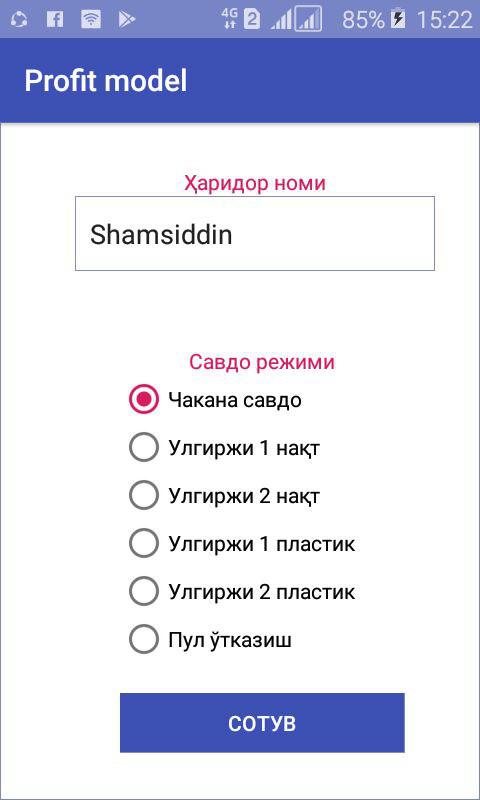 4G 2 85% 15:22
Profit model
Ҳаридор номи
Shamsiddin
Савдо режими
Чакана савдо
Улгиржи 1 нақт
Улгиржи 2 нақт
Улгиржи 1 пластик
Улгиржи 2 пластик
Пул ўтказиш
СОТУВ